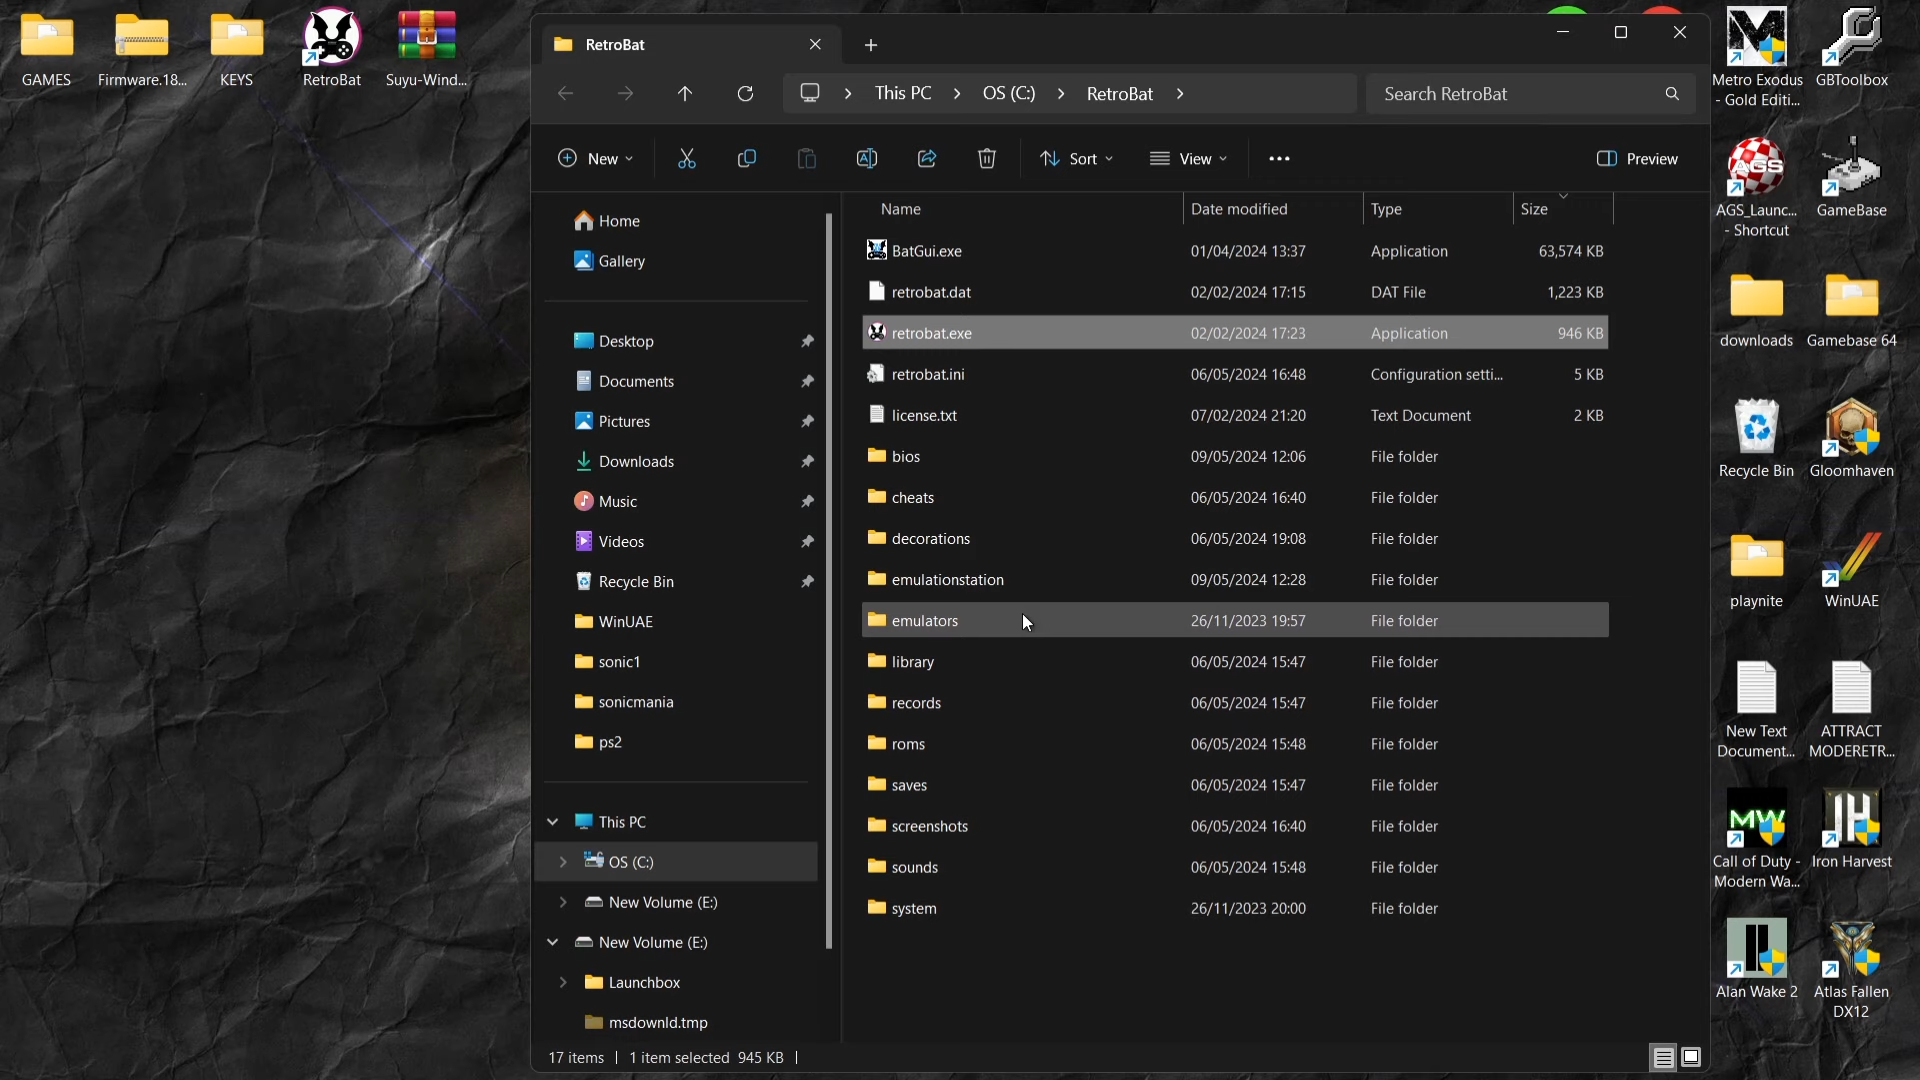 GAMES
Firmware.18...
KEYS
RetroBat
Suyu-Wind...
RetroBat
This PC
OS (C:)
RetroBat
Search RetroBat
New
Sort
View
Preview
Home
Gallery
Desktop
Documents
Pictures
Downloads
Music
Videos
Recycle Bin
WinUAE
sonic1
sonicmania
ps2
This PC
OS (C:)
New Volume (E:)
New Volume (E:)
Launchbox
msdownld.tmp
Name Date modified Type Size
BatGui.exe 01/04/2024 13:37 Application 63,574 KB
retrobat.dat 02/02/2024 17:15 DAT File 1,223 KB
retrobat.exe 02/02/2024 17:23 Application 946 KB
retrobat.ini 06/05/2024 16:48 Configuration setti... 5 KB
license.txt 07/02/2024 21:20 Text Document 2 KB
bios 09/05/2024 12:06 File folder
cheats 06/05/2024 16:40 File folder
decorations 06/05/2024 19:08 File folder
emulationstation 09/05/2024 12:28 File folder
emulators 26/11/2023 19:57 File folder
library 06/05/2024 15:47 File folder
records 06/05/2024 15:47 File folder
roms 06/05/2024 15:48 File folder
saves 06/05/2024 15:47 File folder
screenshots 06/05/2024 16:40 File folder
sounds 06/05/2024 15:48 File folder
system 26/11/2023 20:00 File folder
17 items 1 item selected 945 KB
Metro Exodus
- Gold Editi...
GBToolbox
AGS
AGS_Launc...
- Shortcut
GameBase
downloads
Gamebase 64
Recycle Bin
Gloomhaven
playnite
WinUAE
New Text
Document...
ATTRACT
MODERETR...
MW
Call of Duty -
Modern Wa...
IH
Iron Harvest
Alan Wake 2
Atlas Fallen
DX12